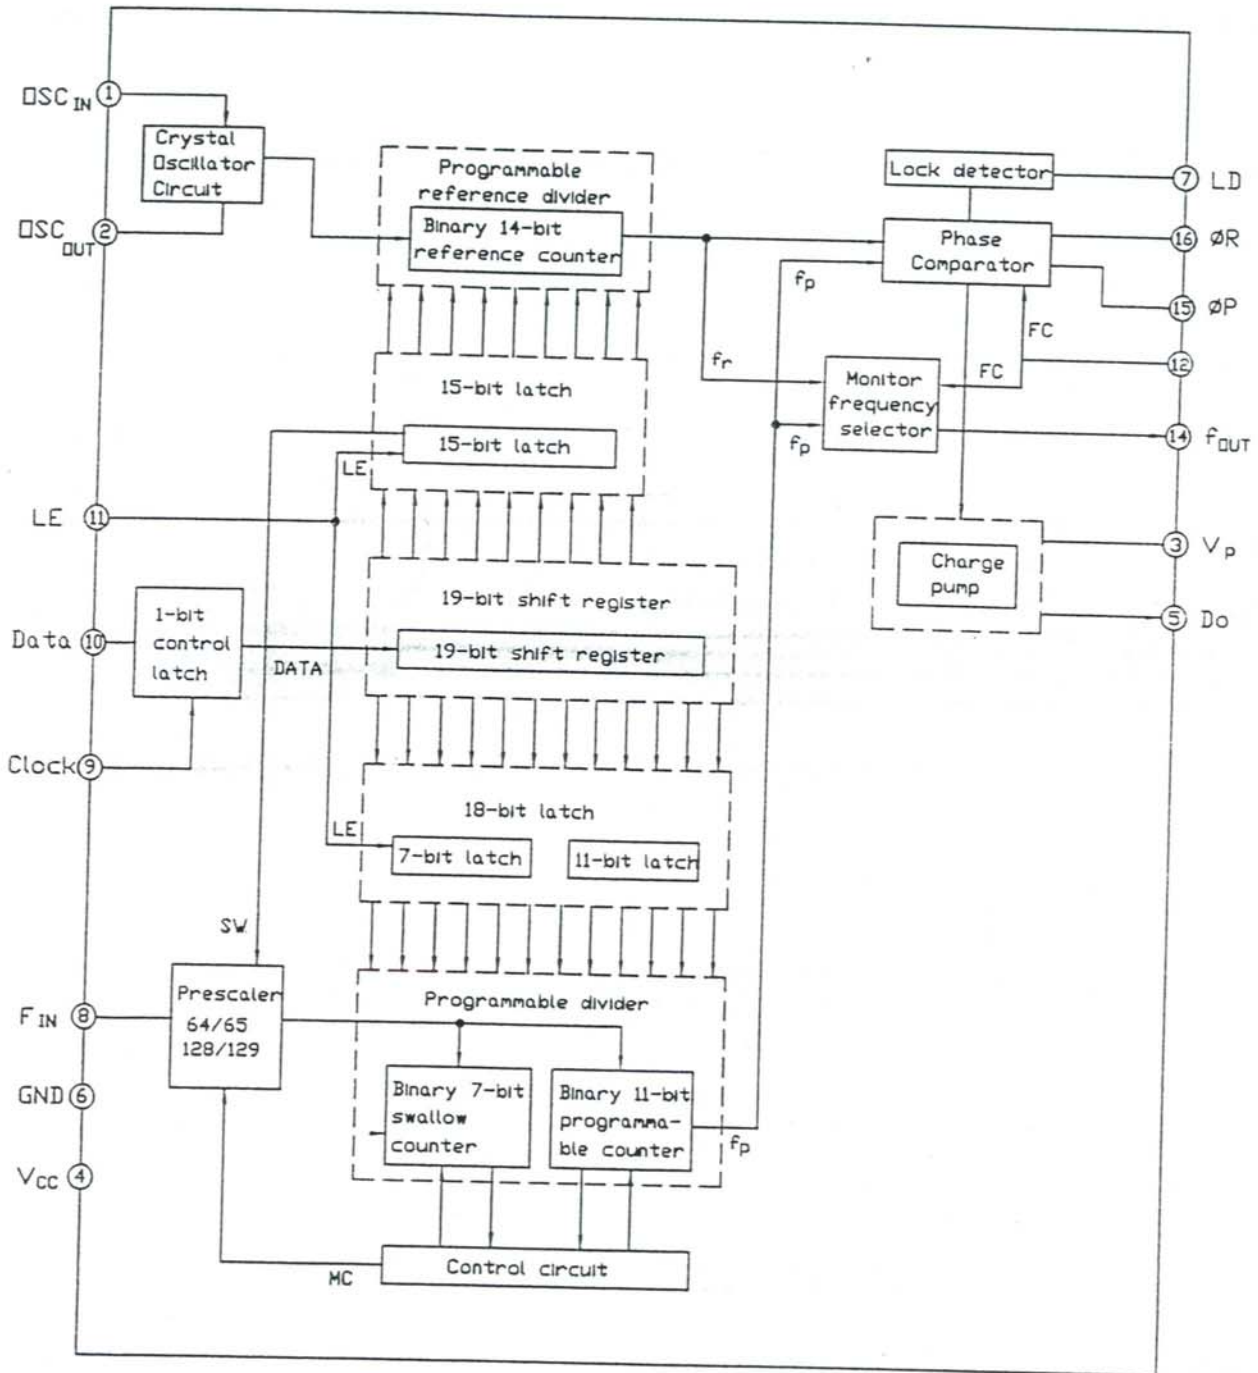 OSC IN
1
Crystal
Oscillator
Circuit
OSC OUT
2
Programmable
reference divider
Binary 14-bit
reference counter
Lock detector
7
LD
Phase
Comparator
16
ØR
15
ØP
fp
FC
FC
12
fr
Monitor
frequency
selector
fp
14
fOUT
15-bit latch
15-bit latch
LE
LE
11
3
Vp
Charge
pump
5
Do
19-bit shift register
19-bit shift register
1-bit
control
latch
Data
10
DATA
Clock
9
18-bit latch
LE
7-bit latch
11-bit latch
SW
Prescaler
64/65
128/129
FIN
8
Programmable divider
GND
6
Binary 7-bit
swallow
counter
Binary 11-bit
programma-
ble counter
fp
VCC
4
MC
Control circuit